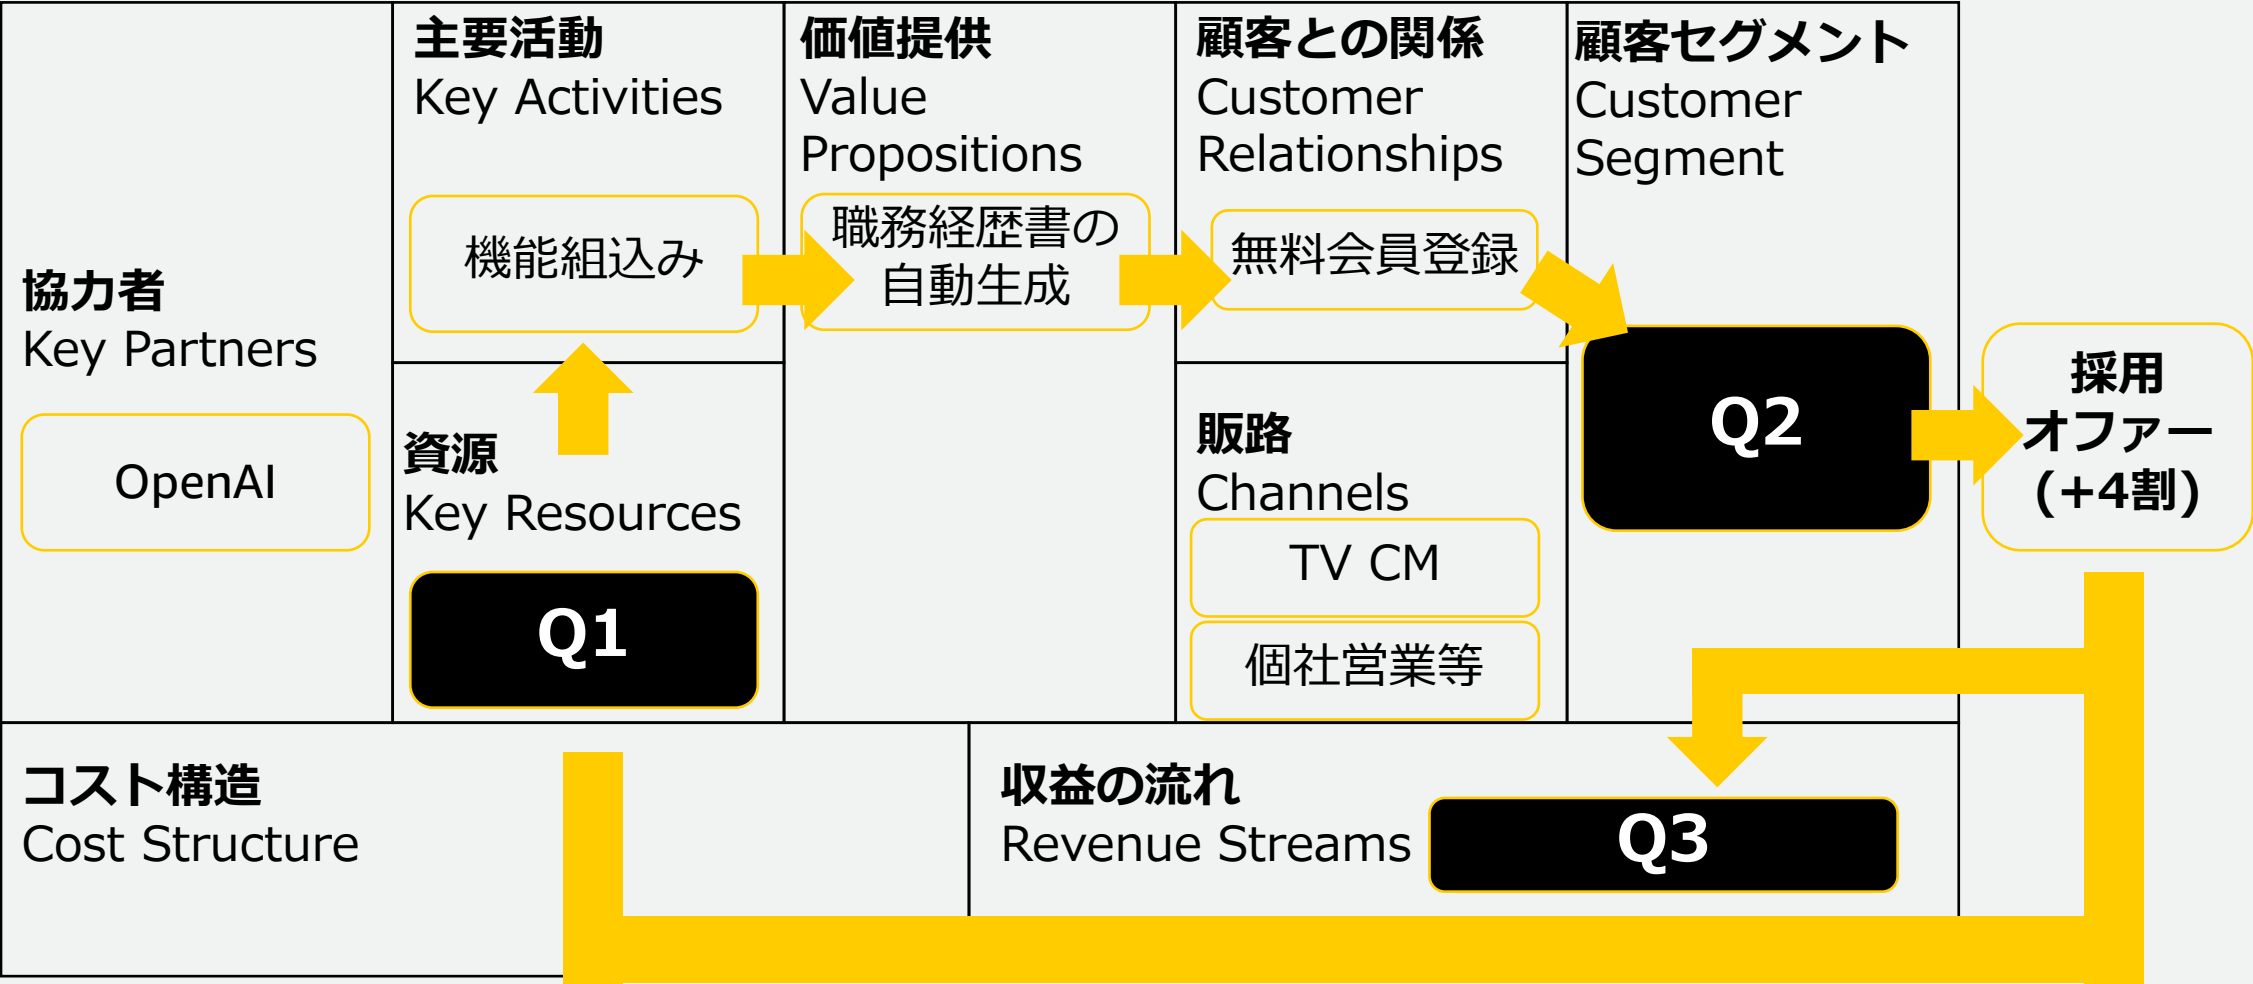 協力者
Key Partners
OpenAI
主要活動
Key Activities
機能組込み
資源
Key Resources
Q1
価値提供
Value
Propositions
職務経歴書の
自動生成
顧客との関係
Customer
Relationships
無料会員登録
販路
Channels
TV CM
個社営業等
顧客セグメント
Customer
Segment
Q2
採用
オファー
(+4割)
コスト構造
Cost Structure
収益の流れ
Revenue Streams
Q3